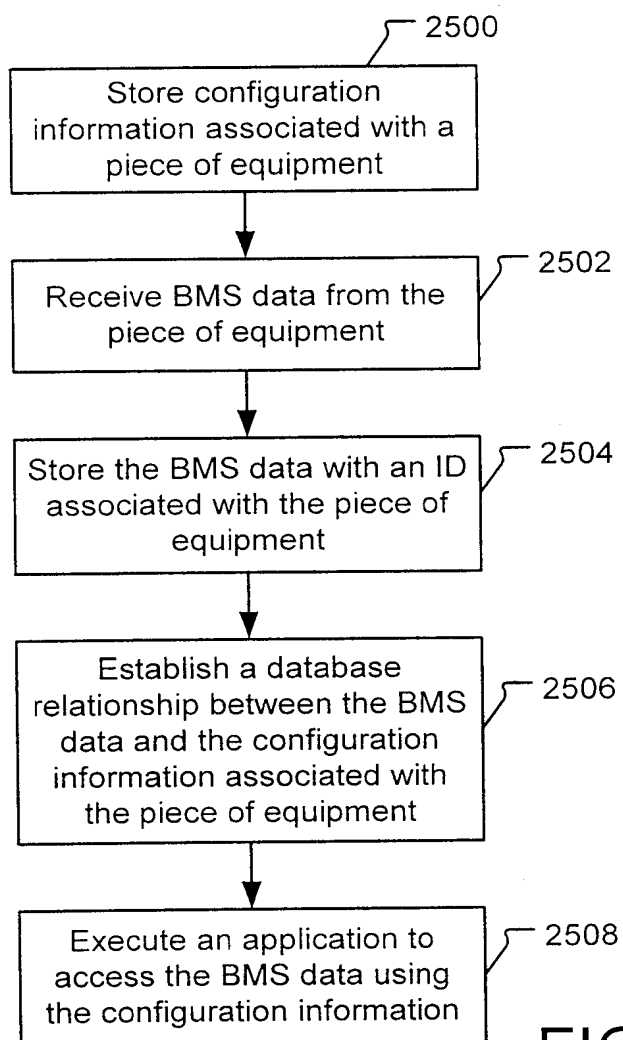 2500
Store configuration
information associated with a
piece of equipment
2502
Receive BMS data from the
piece of equipment
2504
Store the BMS data with an ID
associated with the piece of
equipment
2506
Establish a database
relationship between the BMS
data and the configuration
information associated with
the piece of equipment
2508
Execute an application to
access the BMS data using
the configuration information